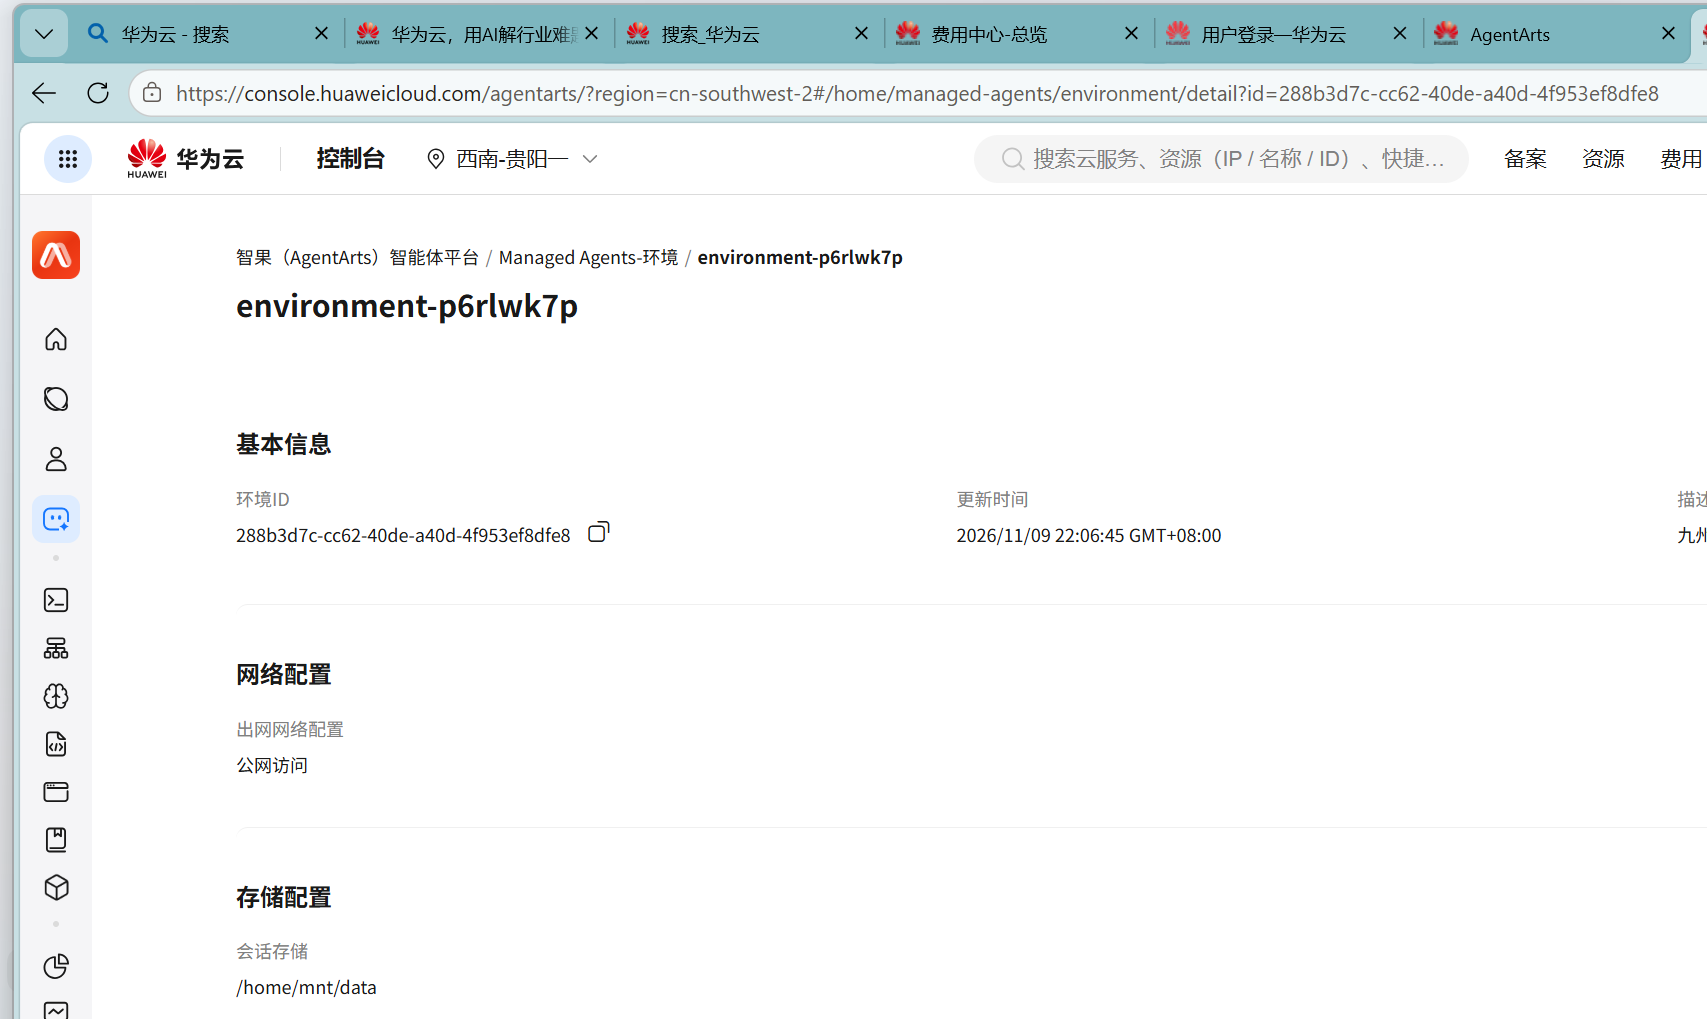 华为云 - 搜索
华为云，用AI解行业难
搜索_华为云
费用中心-总览
用户登录—华为云
AgentArts
https://console.huaweicloud.com/agentarts/?region=cn-southwest-2#/home/managed-agents/environment/detail?id=288b3d7c-cc62-40de-a40d-4f953ef8dfe8
HUAWEI 华为云 控制台 西南-贵阳一 搜索云服务、资源（IP / 名称 / ID）、快捷... 备案 资源 费用
智果（AgentArts）智能体平台 / Managed Agents-环境 / environment-p6rlwk7p
environment-p6rlwk7p
基本信息
环境ID 更新时间 描述
288b3d7c-cc62-40de-a40d-4f953ef8dfe8 2026/11/09 22:06:45 GMT+08:00 九州
网络配置
出网网络配置
公网访问
存储配置
会话存储
/home/mnt/data